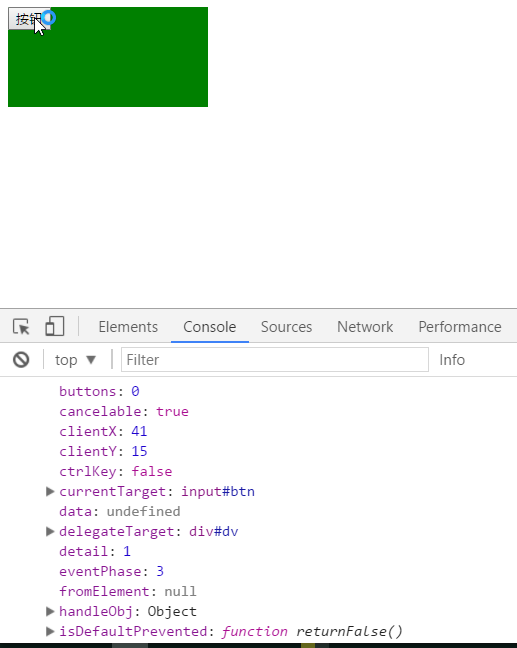 按钮
Elements Console Sources Network Performance
top ▼ Filter Info
buttons: 0
cancelable: true
clientX: 41
clientY: 15
ctrlKey: false
▶ currentTarget: input#btn
data: undefined
▶ delegateTarget: div#dv
detail: 1
eventPhase: 3
fromElement: null
▶ handleObj: Object
▶ isDefaultPrevented: function returnFalse()